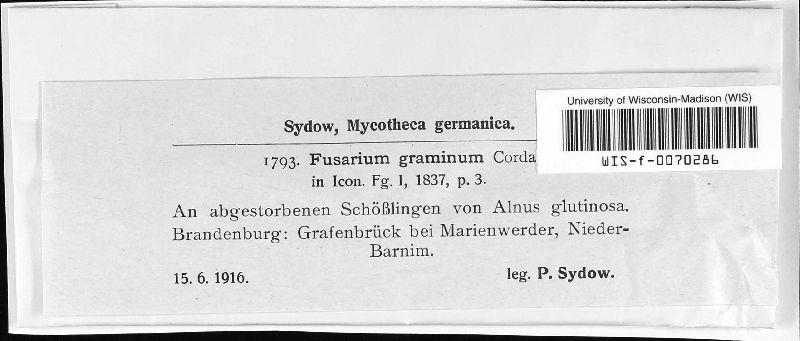 University of Wisconsin-Madison (WIS)
WIS-f-0070286
Sydow, Mycotheca germanica.
1793. Fusarium graminum Corda
in Icon. Fg. I, 1837, p. 3.
An abgestorbenen Schößlingen von Alnus glutinosa.
Brandenburg: Grafenbrück bei Marienwerder, Nieder-
Barnim.
15. 6. 1916.
leg. P. Sydow.